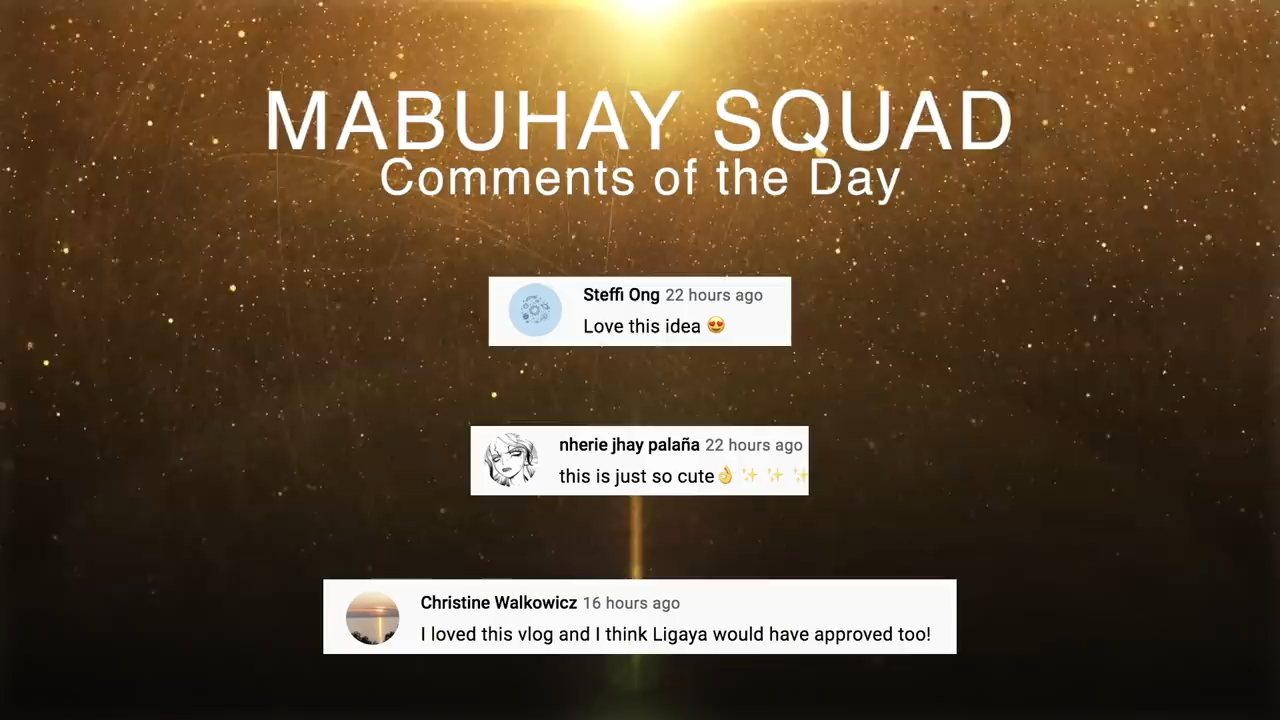 MABUHAY SQUAD
Comments of the Day
Steffi Ong 22 hours ago
Love this idea 😍
nherie jhay palaña 22 hours ago
this is just so cute👌 ✨ ✨ ✨
Christine Walkowicz 16 hours ago
I loved this vlog and I think Ligaya would have approved too!